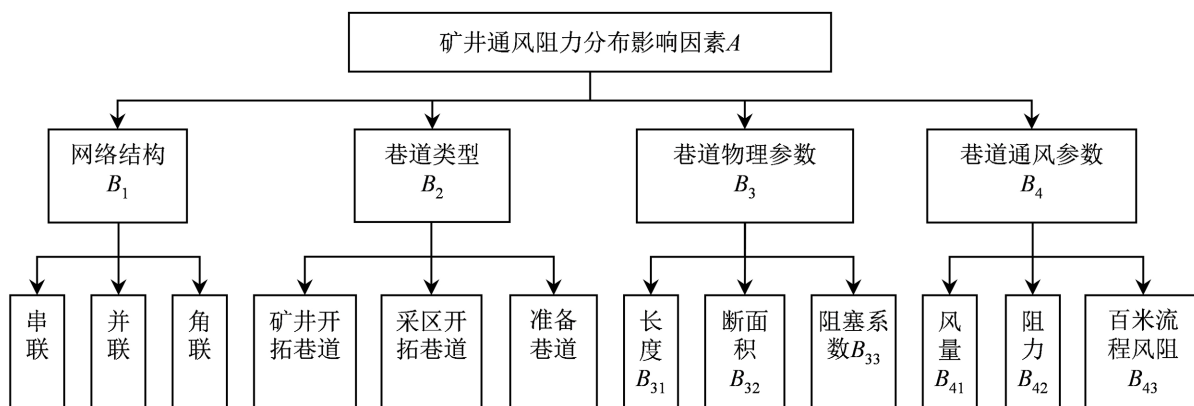 矿井通风阻力分布影响因素A
网络结构
B₁
巷道类型
B₂
巷道物理参数
B₃
巷道通风参数
B₄
串
联
并
联
角
联
矿井开
拓巷道
采区开
拓巷道
准备
巷道
长
度
B₃₁
断面
积
B₃₂
阻塞系
数B₃₃
风
量
B₄₁
阻
力
B₄₂
百米流
程风阻
B₄₃